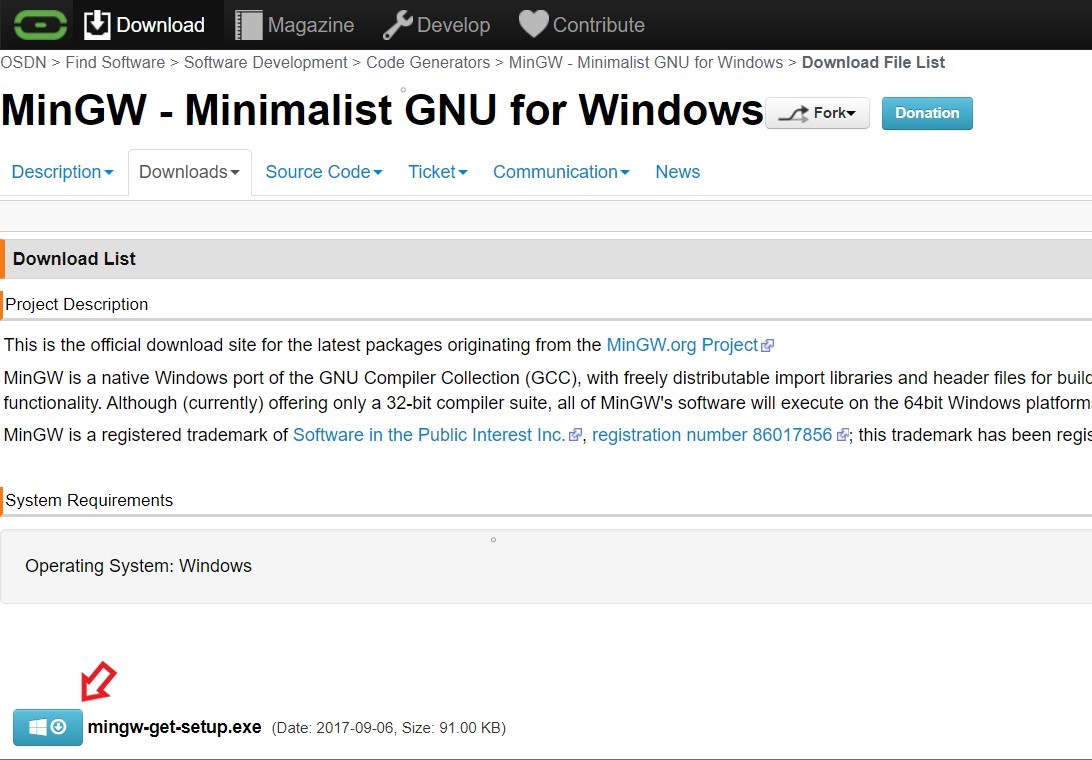 Download Magazine Develop Contribute
OSDN > Find Software > Software Development > Code Generators > MinGW - Minimalist GNU for Windows > Download File List
MinGW - Minimalist GNU for Windows Fork Donation
Description Downloads Source Code Ticket Communication News
Download List
Project Description
This is the official download site for the latest packages originating from the MinGW.org Project
MinGW is a native Windows port of the GNU Compiler Collection (GCC), with freely distributable import libraries and header files for build
functionality. Although (currently) offering only a 32-bit compiler suite, all of MinGW's software will execute on the 64bit Windows platform
MinGW is a registered trademark of Software in the Public Interest Inc. , registration number 86017856 ; this trademark has been regis
System Requirements
Operating System: Windows
mingw-get-setup.exe (Date: 2017-09-06, Size: 91.00 KB)